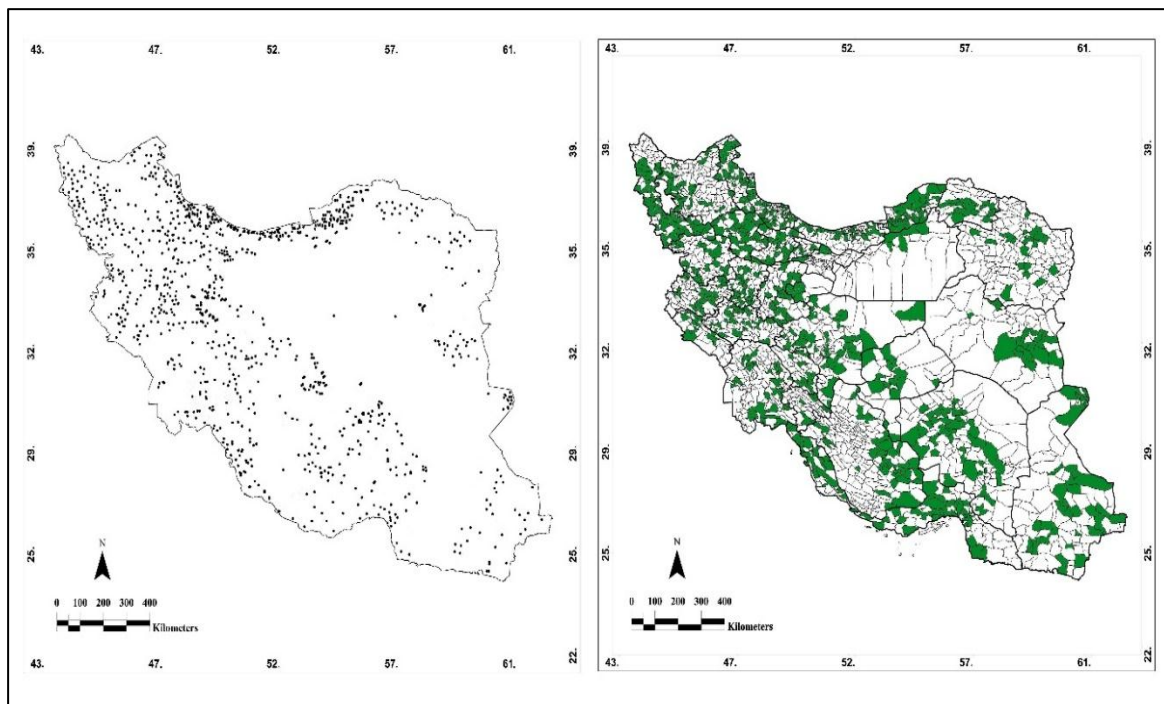 43. 47. 52. 57. 61.
39. 39.
35. 35.
32. 32.
29. 29.
25. 25.
N
0 100 200 300 400
Kilometers
43. 47. 52. 57. 61. 22.
43. 47. 52. 57. 61.
39. 39.
35. 35.
32. 32.
29. 29.
25. 25.
N
0 100 200 300 400
Kilometers
43. 47. 52. 57. 61. 22.